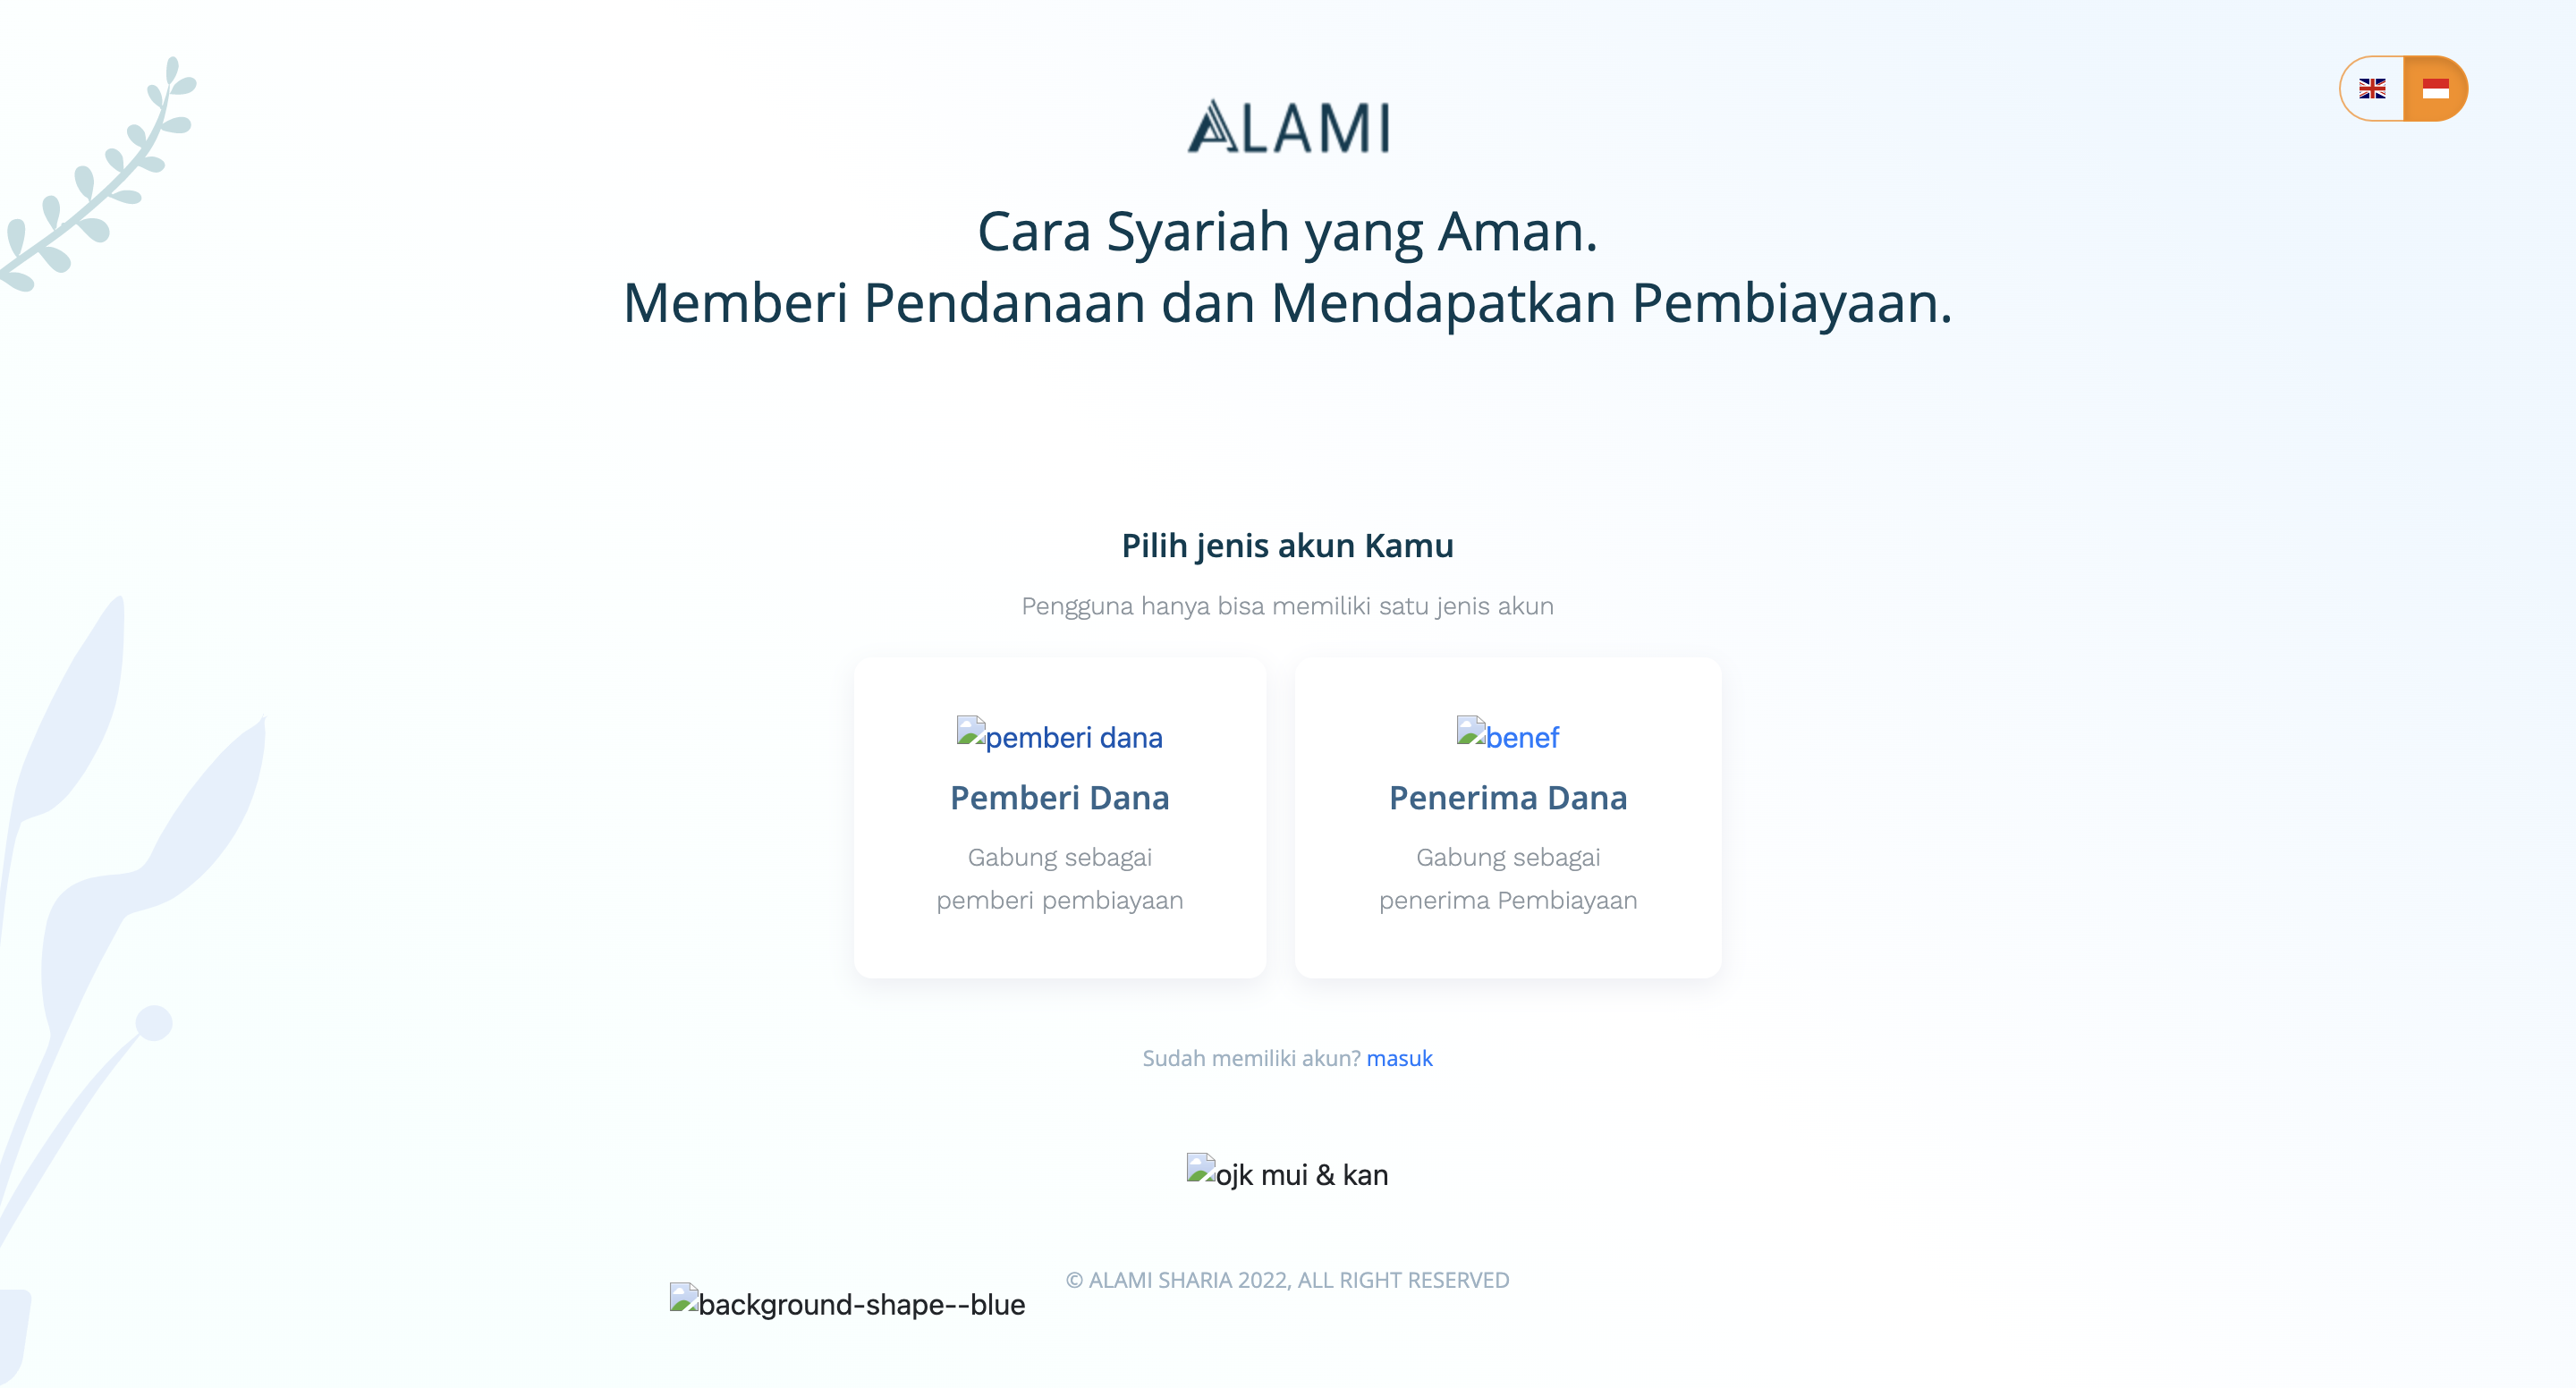 ALAMI
Cara Syariah yang Aman.
Memberi Pendanaan dan Mendapatkan Pembiayaan.
Pilih jenis akun Kamu
Pengguna hanya bisa memiliki satu jenis akun
pemberi dana
Pemberi Dana
Gabung sebagai
pemberi pembiayaan
benef
Penerima Dana
Gabung sebagai
penerima Pembiayaan
Sudah memiliki akun? masuk
ojk mui & kan
© ALAMI SHARIA 2022, ALL RIGHT RESERVED
background-shape--blue